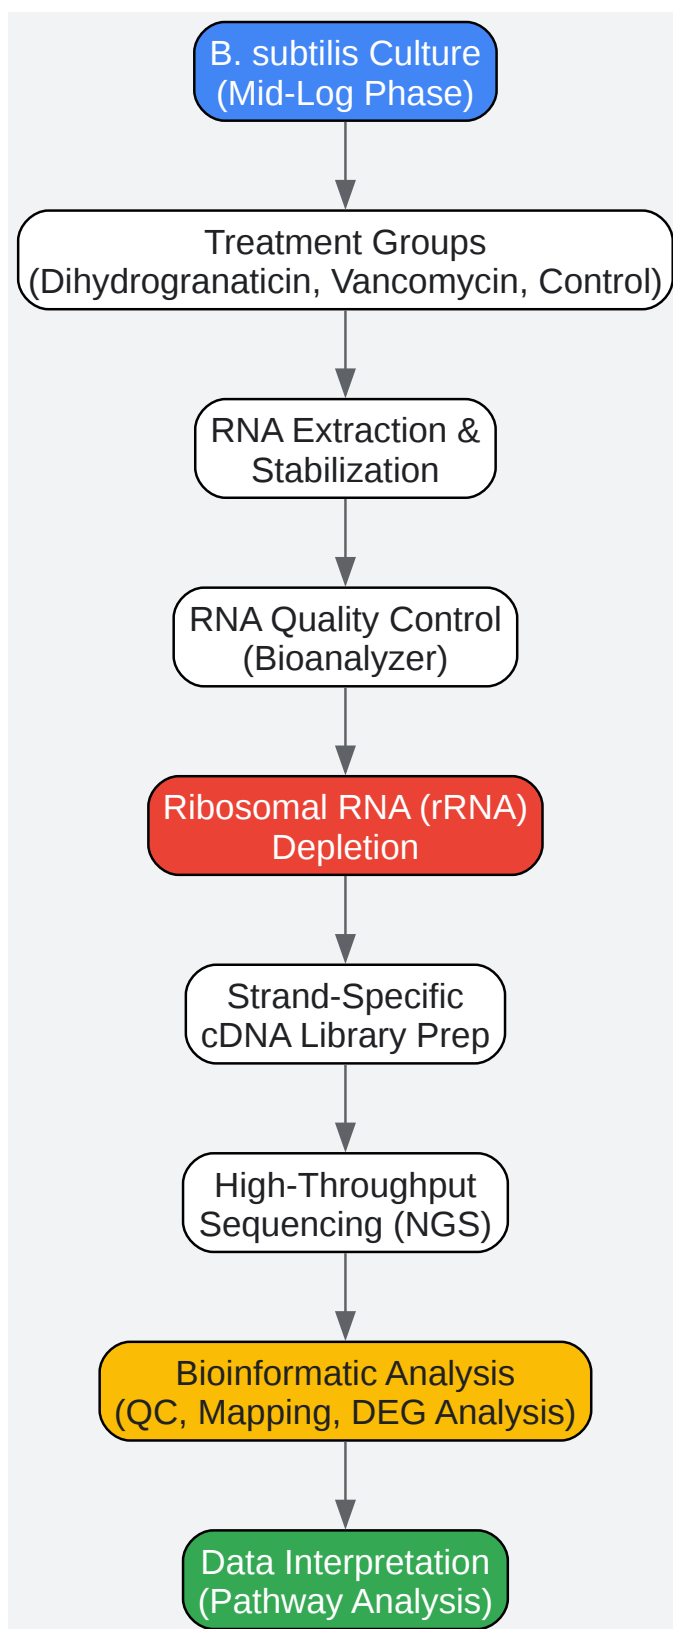 B. subtilis Culture
(Mid-Log Phase)
Treatment Groups
(Dihydrogranaticin, Vancomycin, Control)
RNA Extraction &
Stabilization
RNA Quality Control
(Bioanalyzer)
Ribosomal RNA (rRNA)
Depletion
Strand-Specific
cDNA Library Prep
High-Throughput
Sequencing (NGS)
Bioinformatic Analysis
(QC, Mapping, DEG Analysis)
Data Interpretation
(Pathway Analysis)